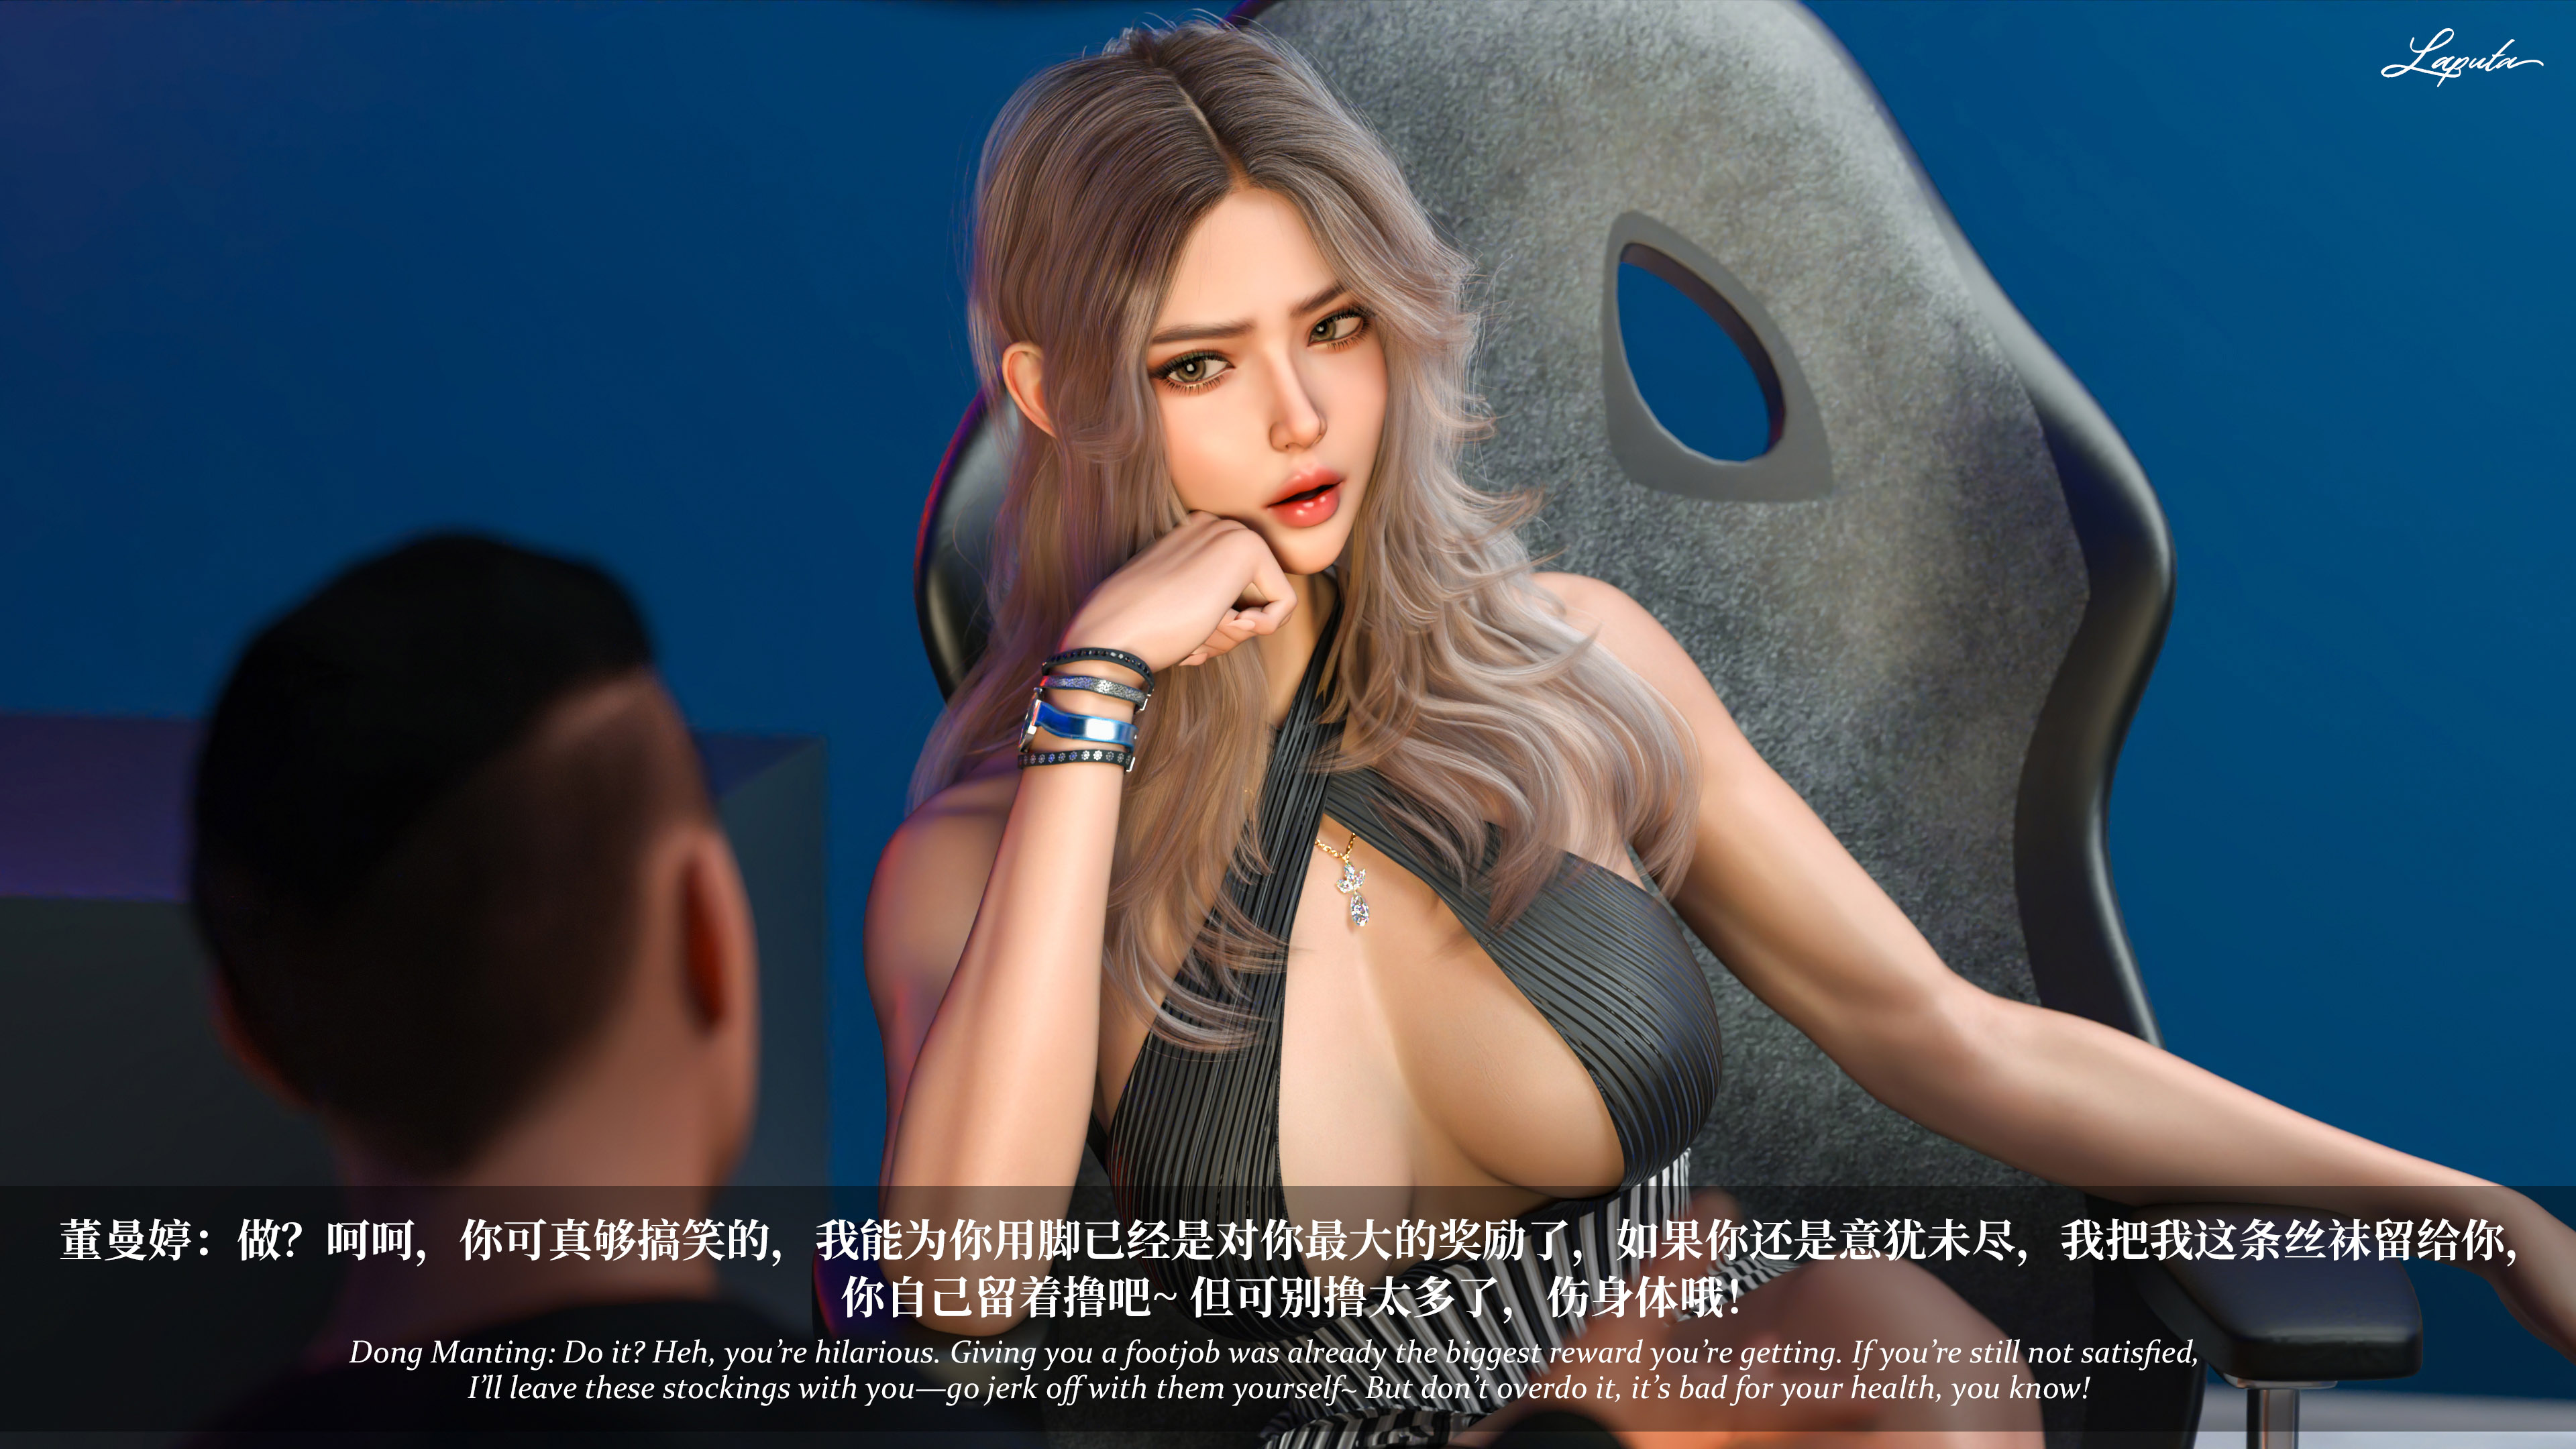 Laputa
董曼婷：做？呵呵，你可真够搞笑的，我能为你用脚已经是对你最大的奖励了，如果你还是意犹未尽，我把我这条丝袜留给你，
你自己留着撸吧~ 但可别撸太多了，伤身体哦！
Dong Manting: Do it? Heh, you’re hilarious. Giving you a footjob was already the biggest reward you’re getting. If you’re still not satisfied,
I’ll leave these stockings with you—go jerk off with them yourself~ But don’t overdo it, it’s bad for your health, you know!